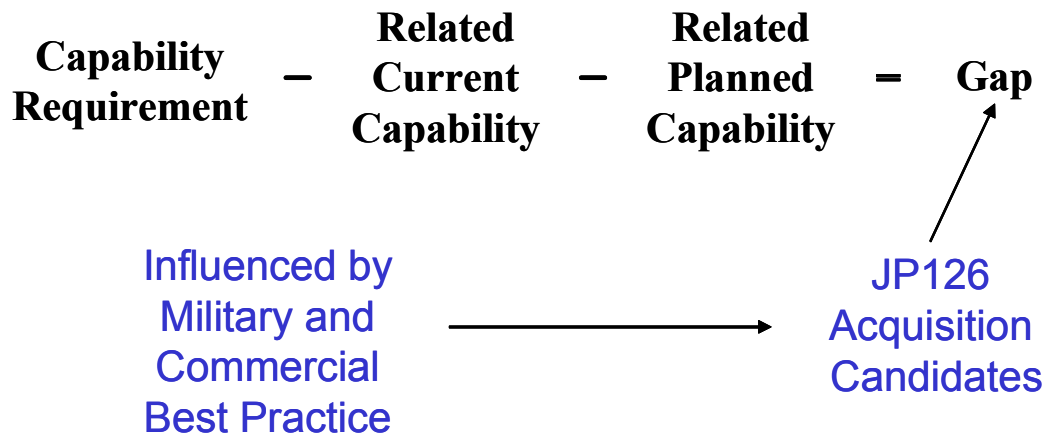 Capability
Requirement
–
Related
Current
Capability
–
Related
Planned
Capability
=
Gap
Influenced by
Military and
Commercial
Best Practice
JP126
Acquisition
Candidates